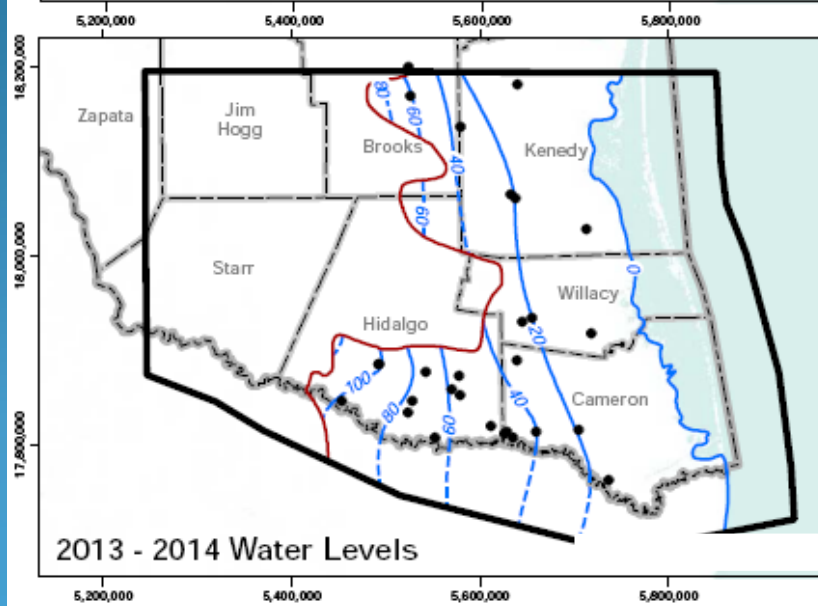 5,200,000 5,400,000 5,600,000 5,800,000
18,200,000
Zapata
Jim
Hogg
Brooks
Kenedy
80
60
40
60
18,000,000
Starr
0
Willacy
Hidalgo
20
100
80
60
40
Cameron
17,800,000
2013 - 2014 Water Levels
5,200,000 5,400,000 5,600,000 5,800,000